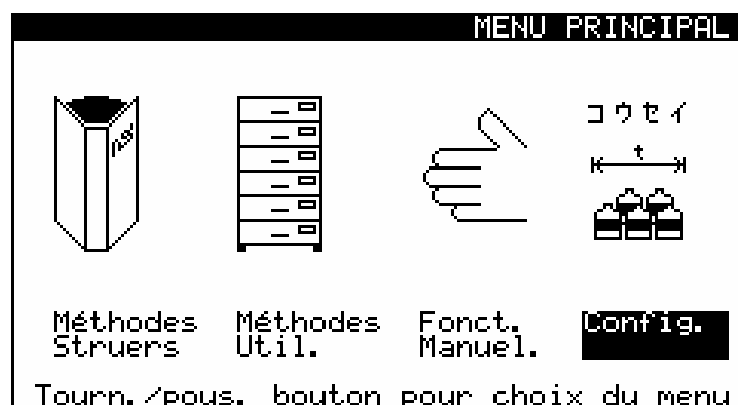 MENU PRINCIPAL
コウセイ
t
Méthodes Struers
Méthodes Util.
Fonct. Manuel.
Config.
Tourn./pous. bouton pour choix du menu